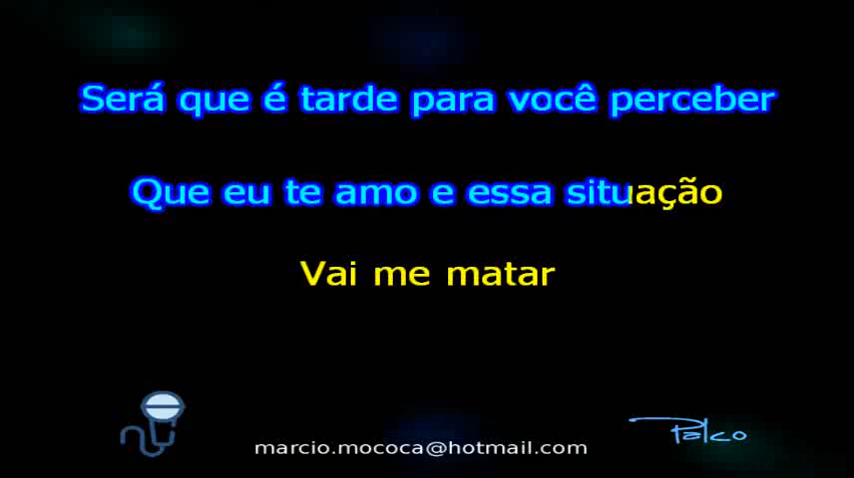 Será que é tarde para você perceber
Que eu te amo e essa situação
Vai me matar
marcio.mococa@hotmail.com
Palco